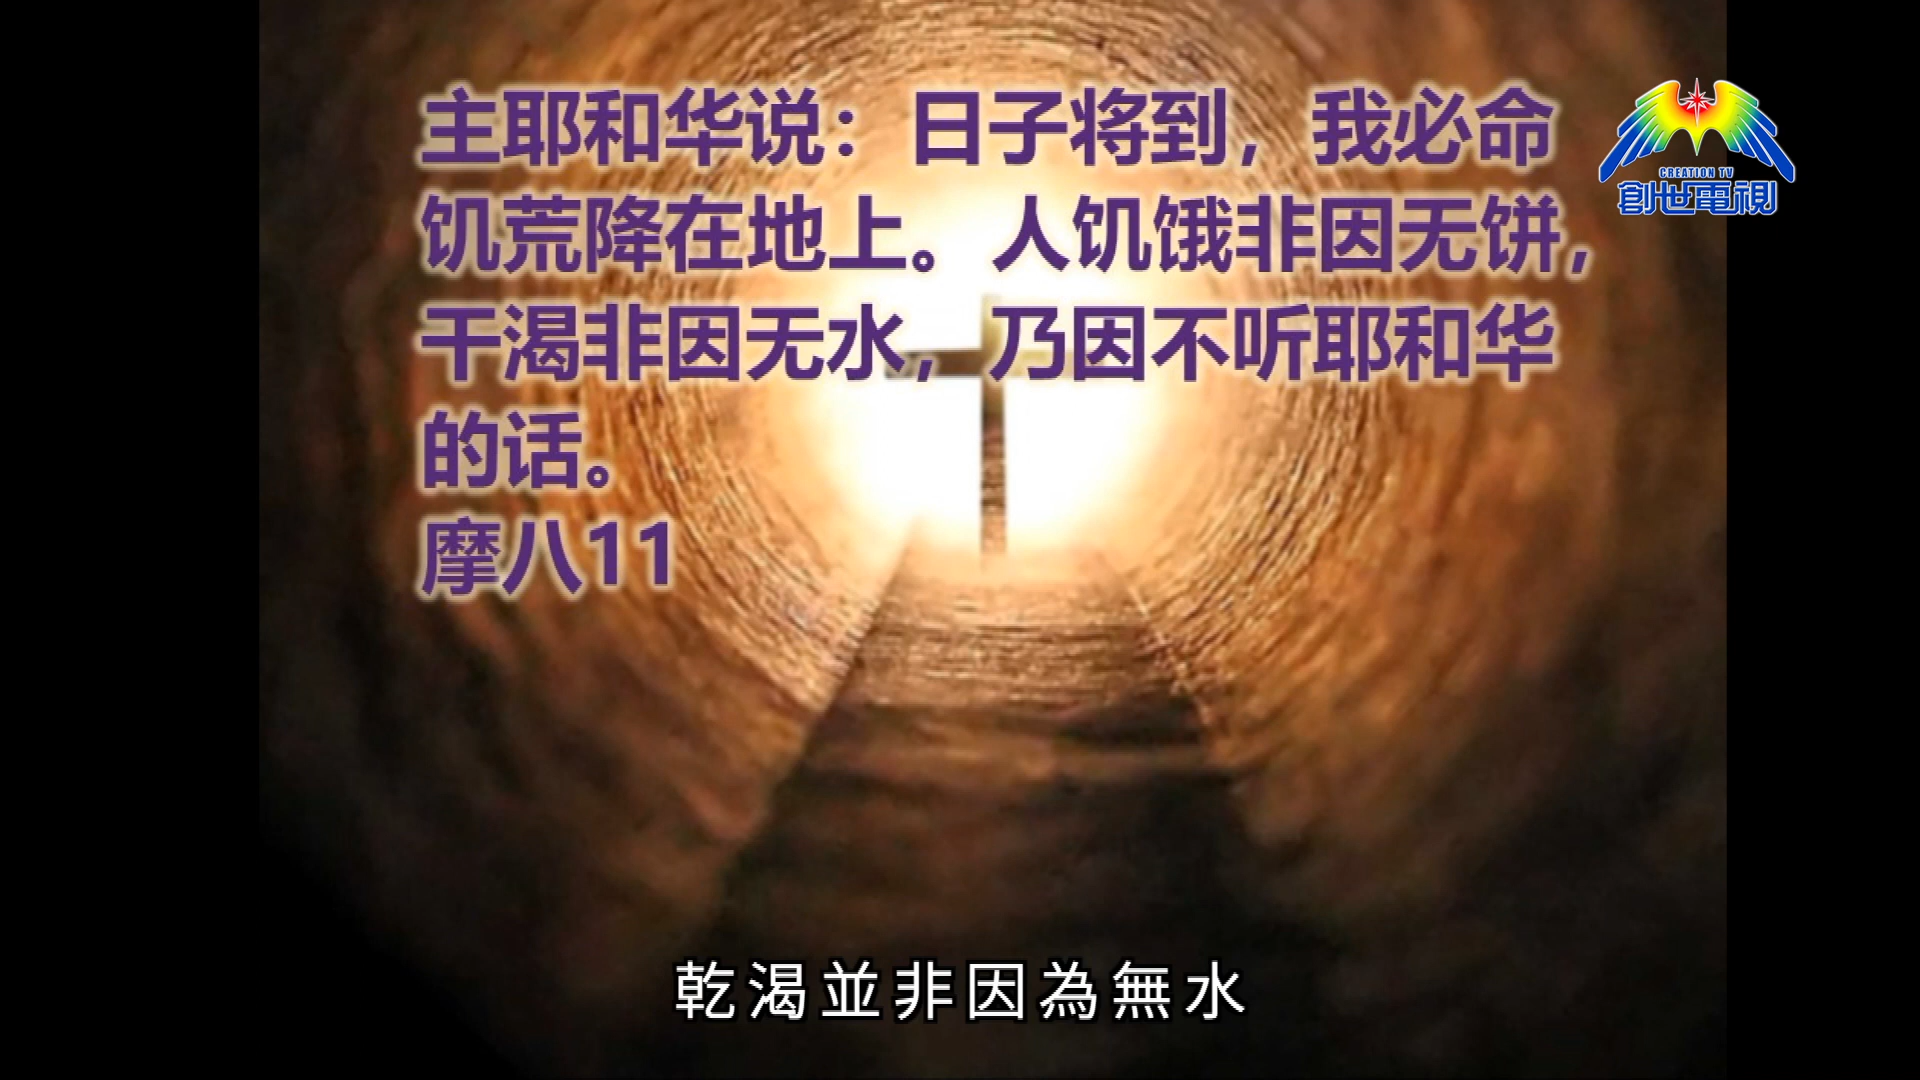 主耶和华说：日子将到，我必命
饥荒降在地上。人饥饿非因无饼，
干渴非因无水，乃因不听耶和华
的话。
摩八11
CREATION TV
創世電視
乾渴並非因為無水